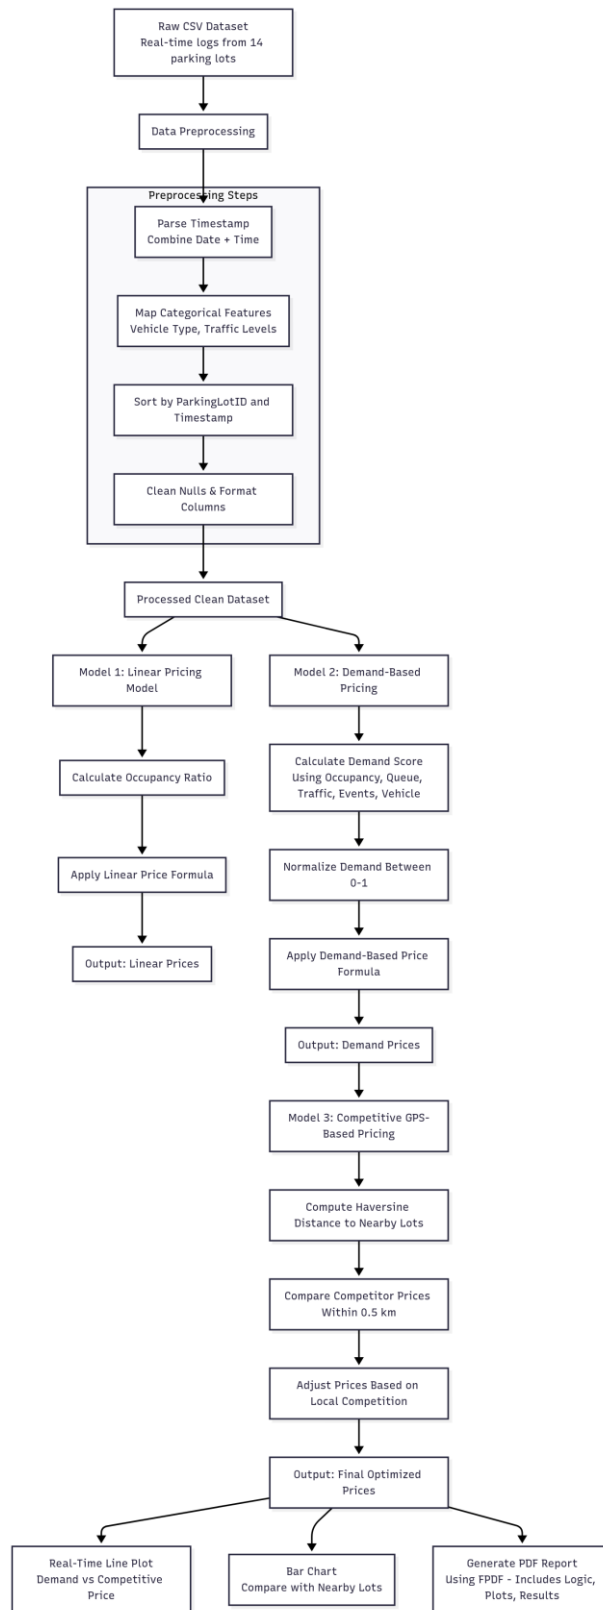 Raw CSV Dataset
Real-time logs from 14
parking lots
Data Preprocessing
Preprocessing Steps
Parse Timestamp
Combine Date + Time
Map Categorical Features
Vehicle Type, Traffic Levels
Sort by ParkingLotID and
Timestamp
Clean Nulls & Format
Columns
Processed Clean Dataset
Model 1: Linear Pricing
Model
Calculate Occupancy Ratio
Apply Linear Price Formula
Output: Linear Prices
Model 2: Demand-Based
Pricing
Calculate Demand Score
Using Occupancy, Queue,
Traffic, Events, Vehicle
Normalize Demand Between
0-1
Apply Demand-Based Price
Formula
Output: Demand Prices
Model 3: Competitive GPS-
Based Pricing
Compute Haversine
Distance to Nearby Lots
Compare Competitor Prices
Within 0.5 km
Adjust Prices Based on
Local Competition
Output: Final Optimized
Prices
Real-Time Line Plot
Demand vs Competitive
Price
Bar Chart
Compare with Nearby Lots
Generate PDF Report
Using FPDF - Includes Logic,
Plots, Results